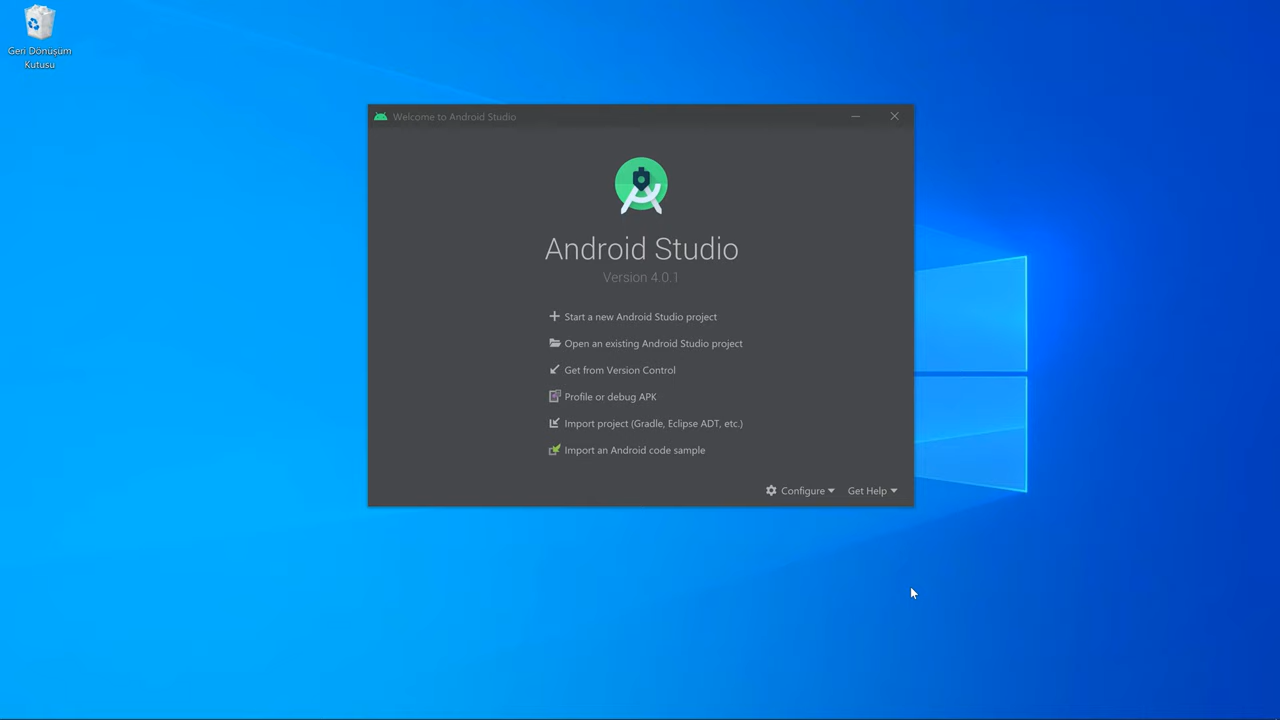 Geri Dönüşüm
Kutusu
Welcome to Android Studio
Android Studio
Version 4.0.1
Start a new Android Studio project
Open an existing Android Studio project
Get from Version Control
Profile or debug APK
Import project (Gradle, Eclipse ADT, etc.)
Import an Android code sample
Configure
Get Help